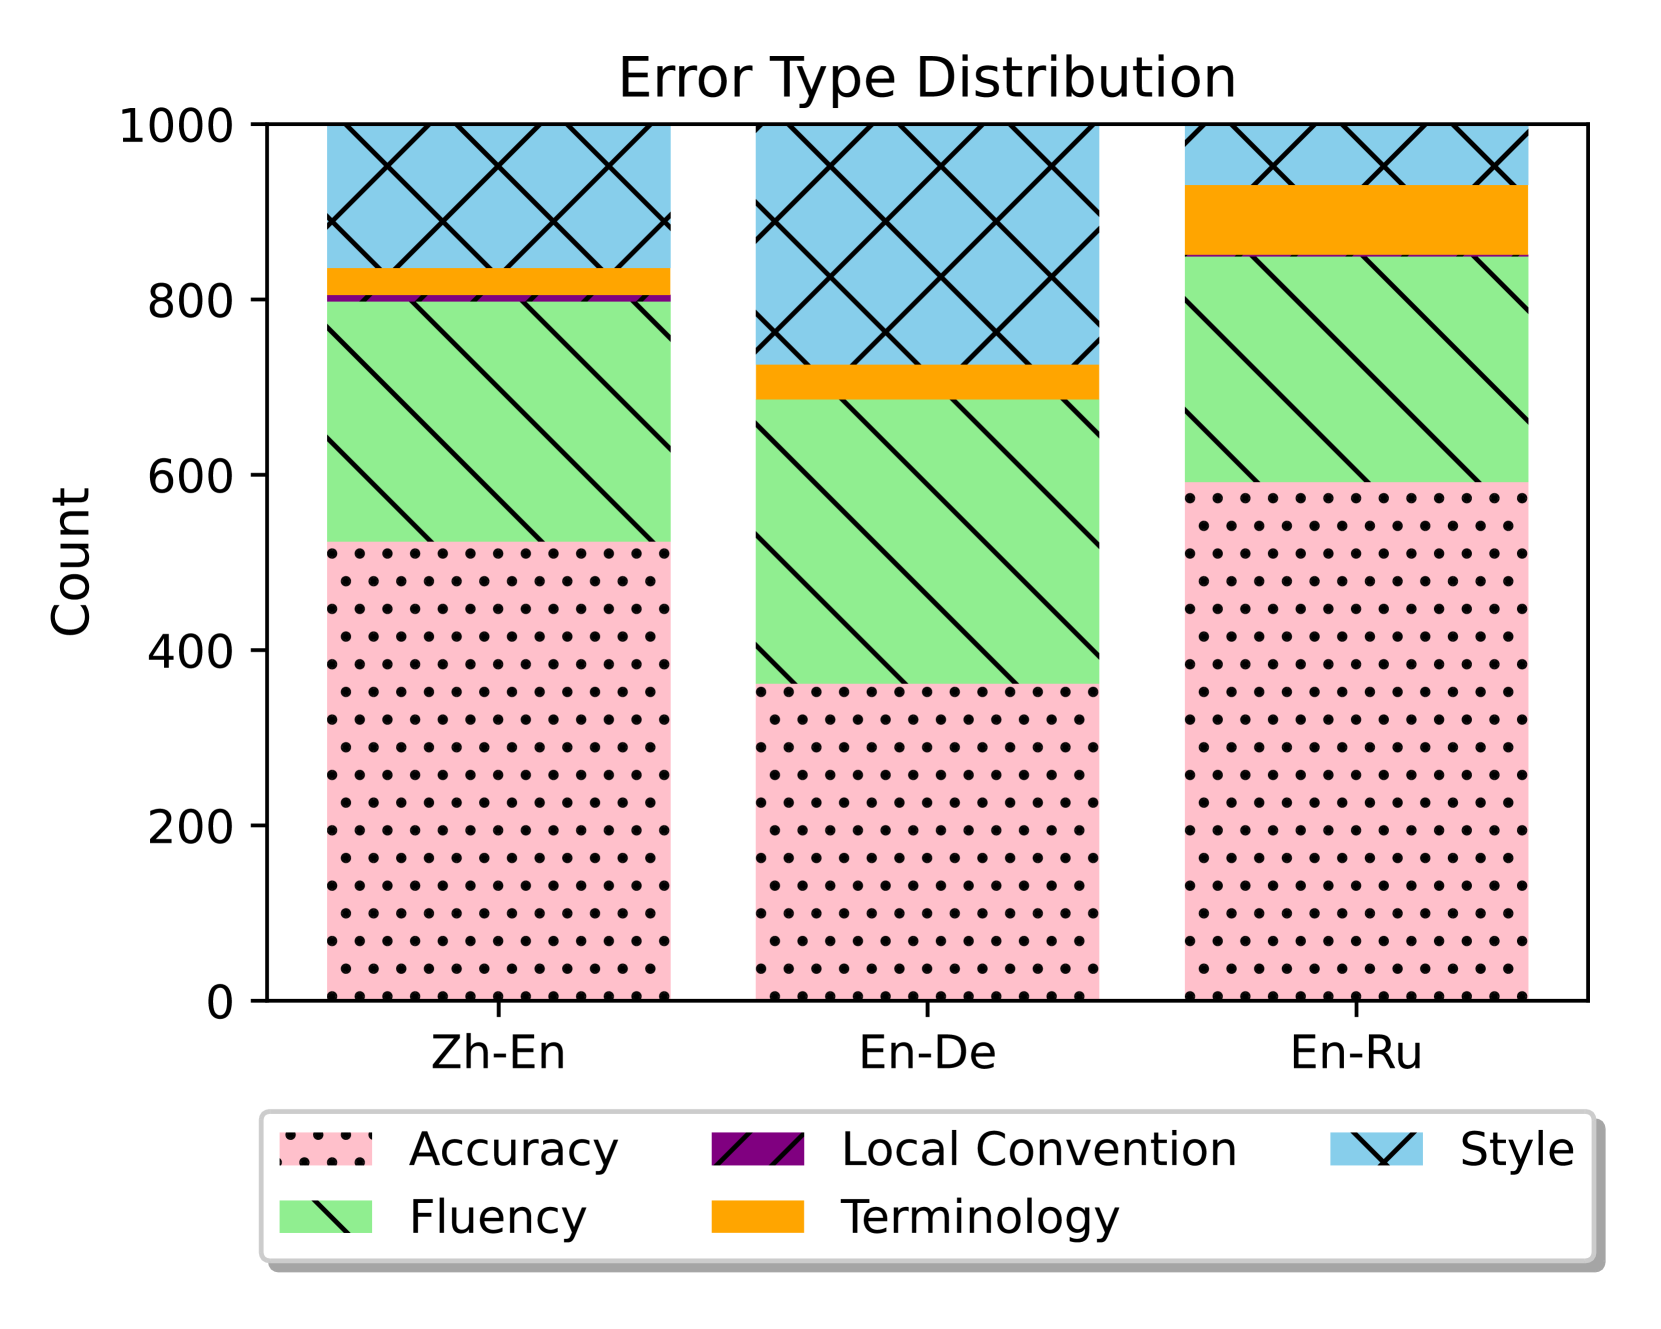 Error Type Distribution
1000
800
600
400
200
0
Count
Zh-En En-De En-Ru
Accuracy Local Convention Style
Fluency Terminology